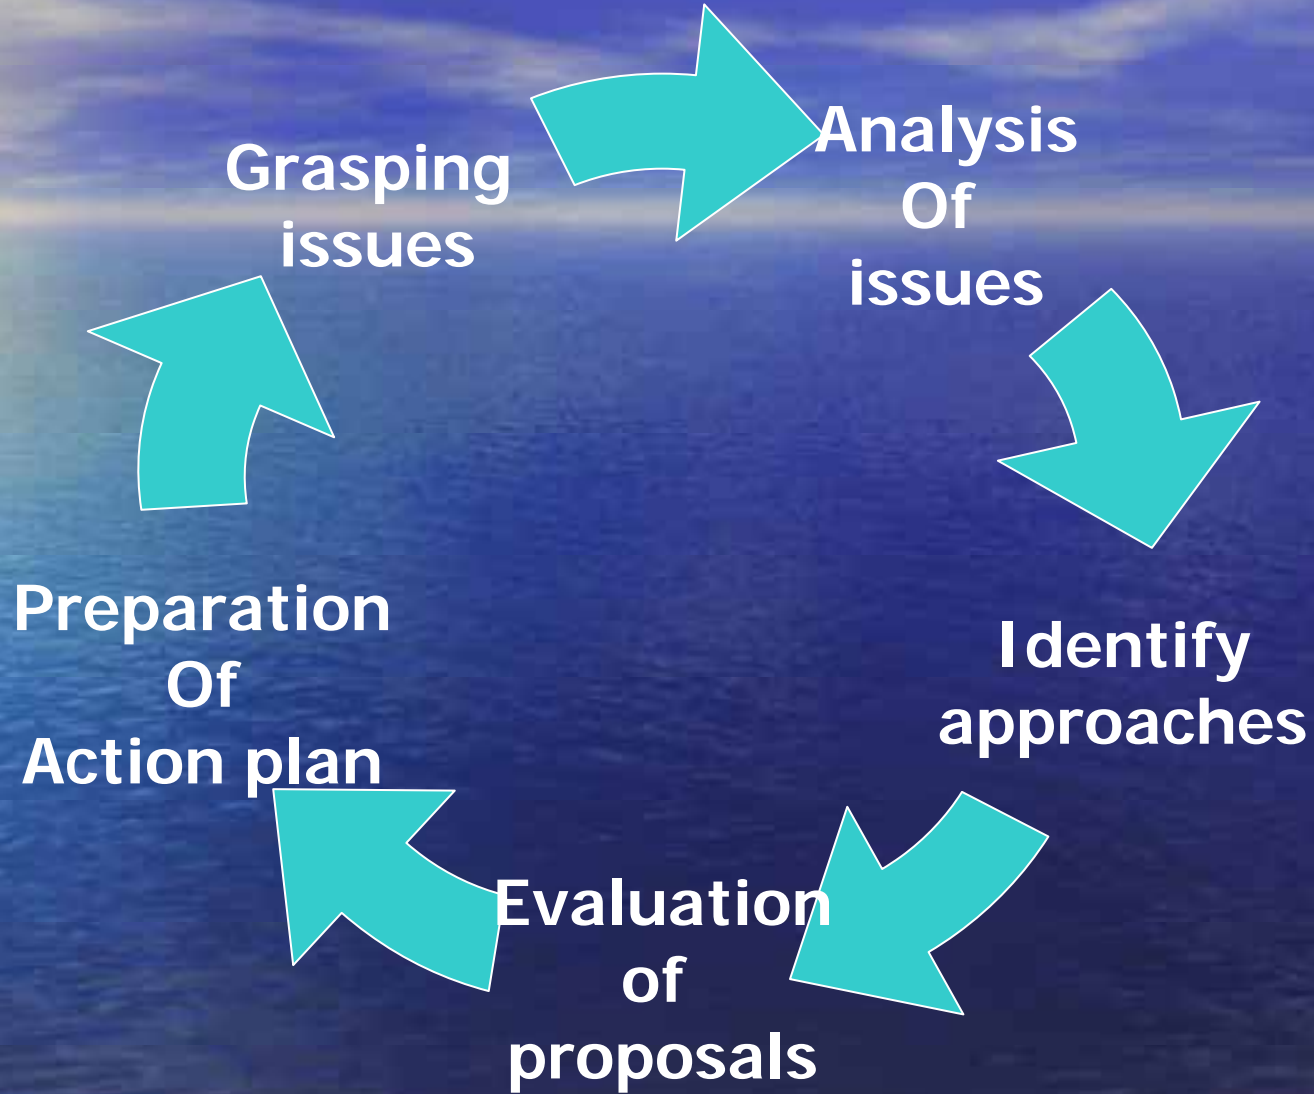 Grasping
issues
Analysis
Of
issues
Identify
approaches
Evaluation
of
proposals
Preparation
Of
Action plan